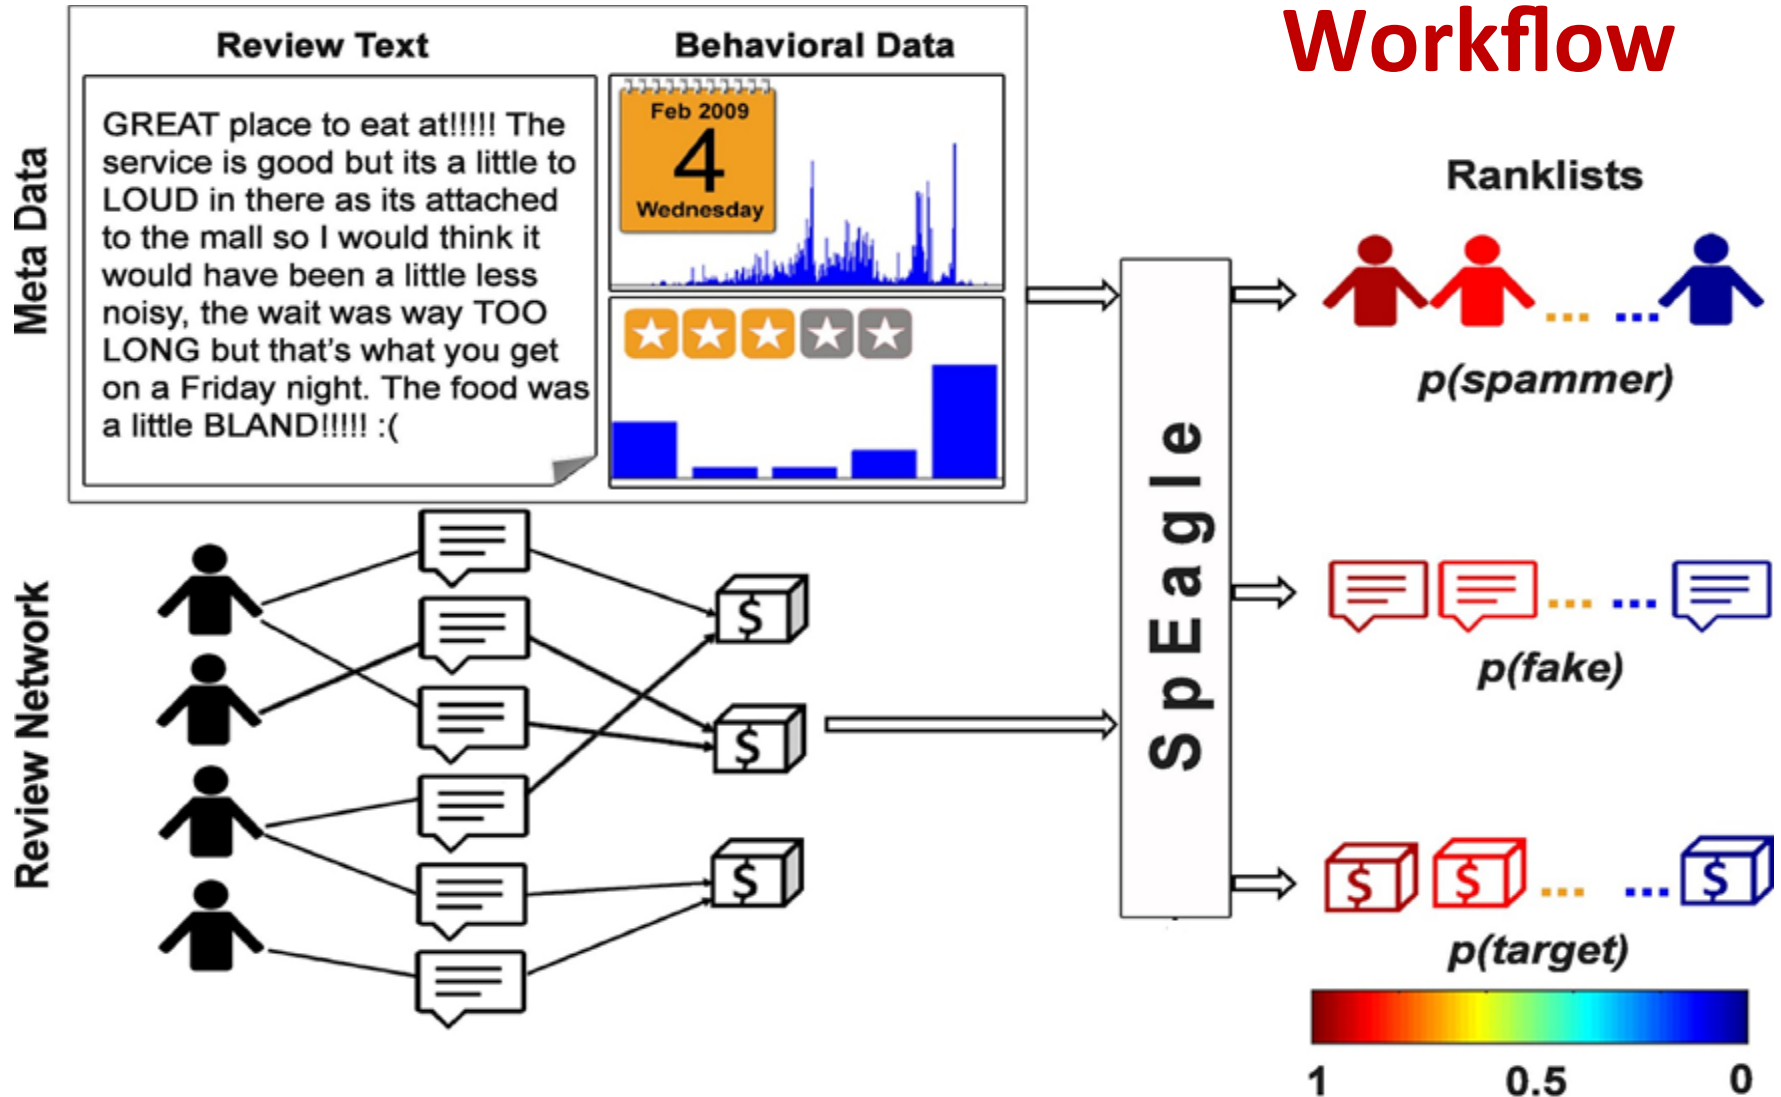 Workflow
Review Text
Behavioral Data
Meta Data
GREAT place to eat at!!!!! The
service is good but its a little to
LOUD in there as its attached
to the mall so I would think it
would have been a little less
noisy, the wait was way TOO
LONG but that's what you get
on a Friday night. The food was
a little BLAND!!!!! :(
Feb 2009
4
Wednesday
Review Network
$
$
$
SpEagle
Ranklists
p(spammer)
p(fake)
$ $ $
p(target)
1 0.5 0